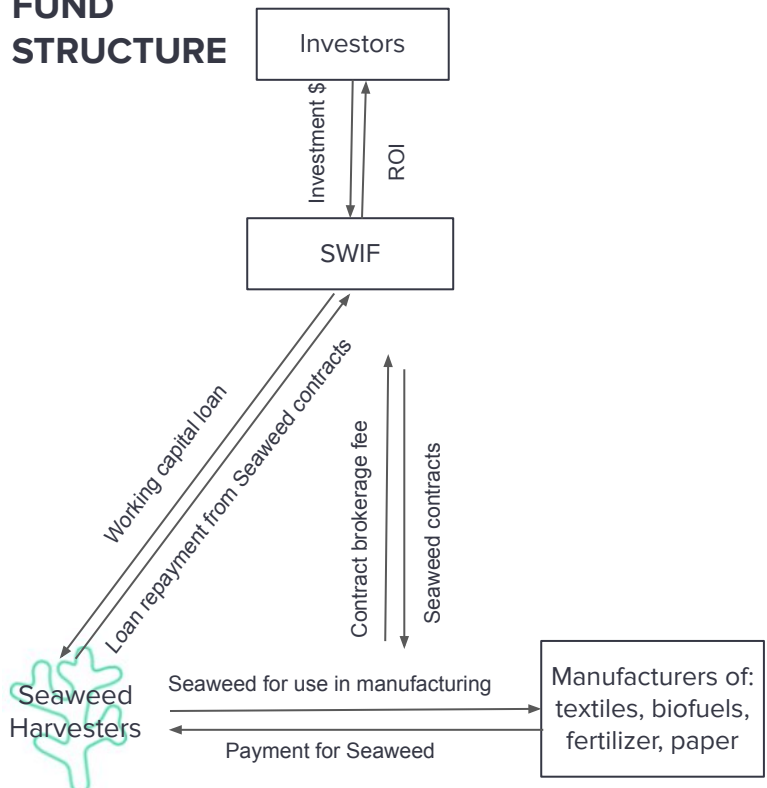 FUND
STRUCTURE
Investors
Investment $
ROI
SWIF
Working capital loan
Loan repayment from Seaweed contracts
Contract brokerage fee
Seaweed contracts
Seaweed
Harvesters
Seaweed for use in manufacturing
Payment for Seaweed
Manufacturers of:
textiles, biofuels,
fertilizer, paper